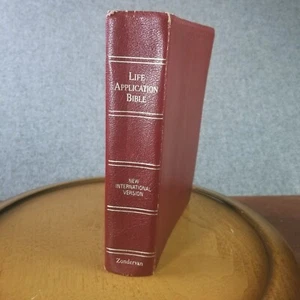 LIFE
APPLICATION
BIBLE
NEW
INTERNATIONAL
VERSION
Zondervan